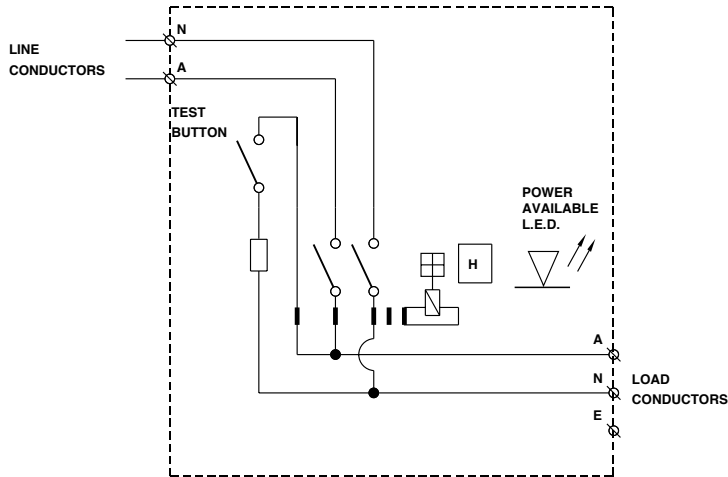 N
LINE
CONDUCTORS
A
TEST
BUTTON
POWER
AVAILABLE
L.E.D.
H
A
N
LOAD
CONDUCTORS
E